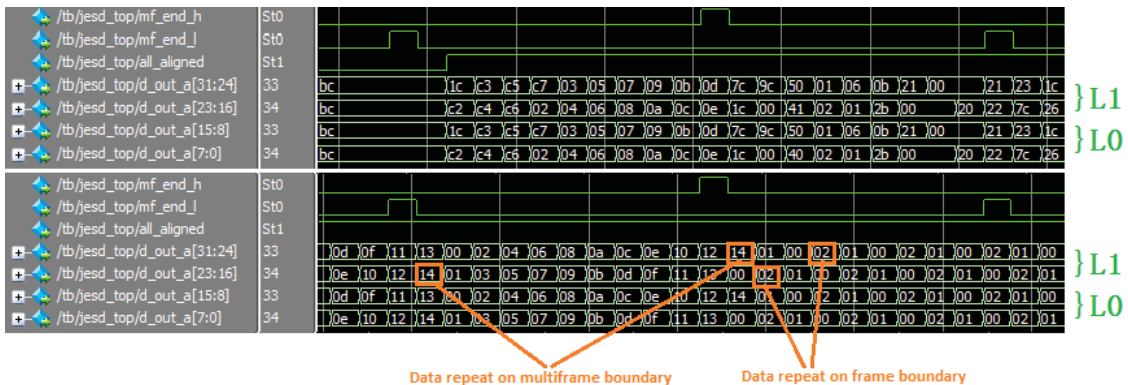 /tb/jesd_top/mf_end_h St0
/tb/jesd_top/mf_end_l St0
/tb/jesd_top/all_aligned St1
/tb/jesd_top/d_out_a[31:24] 33 bc 1c c3 c5 c7 03 05 07 09 0b 0d 7c 9c 50 01 06 0b 21 00 21 23 1c
/tb/jesd_top/d_out_a[23:16] 34 bc c2 c4 c6 02 04 06 08 0a 0c 0e 1c 00 41 02 01 2b 00 20 22 7c 26
} L1
/tb/jesd_top/d_out_a[15:8] 33 bc 1c c3 c5 c7 03 05 07 09 0b 0d 7c 9c 50 01 06 0b 21 00 21 23 1c
/tb/jesd_top/d_out_a[7:0] 34 bc c2 c4 c6 02 04 06 08 0a 0c 0e 1c 00 40 02 01 2b 00 20 22 7c 26
} L0
/tb/jesd_top/mf_end_h St0
/tb/jesd_top/mf_end_l St0
/tb/jesd_top/all_aligned St1
/tb/jesd_top/d_out_a[31:24] 33 0d 0f 11 13 00 02 04 06 08 0a 0c 0e 10 12 14 01 00 02 01 00 02 01 00 02 01 00
/tb/jesd_top/d_out_a[23:16] 34 0e 10 12 14 01 03 05 07 09 0b 0d 0f 11 13 00 02 01 00 02 01 00 02 01 00 02 01
} L1
/tb/jesd_top/d_out_a[15:8] 33 0d 0f 11 13 00 02 04 06 08 0a 0c 0e 10 12 14 01 00 02 01 00 02 01 00 02 01 00
/tb/jesd_top/d_out_a[7:0] 34 0e 10 12 14 01 03 05 07 09 0b 0d 0f 11 13 00 02 01 00 02 01 00 02 01 00 02 01
} L0
Data repeat on multiframe boundary
Data repeat on frame boundary